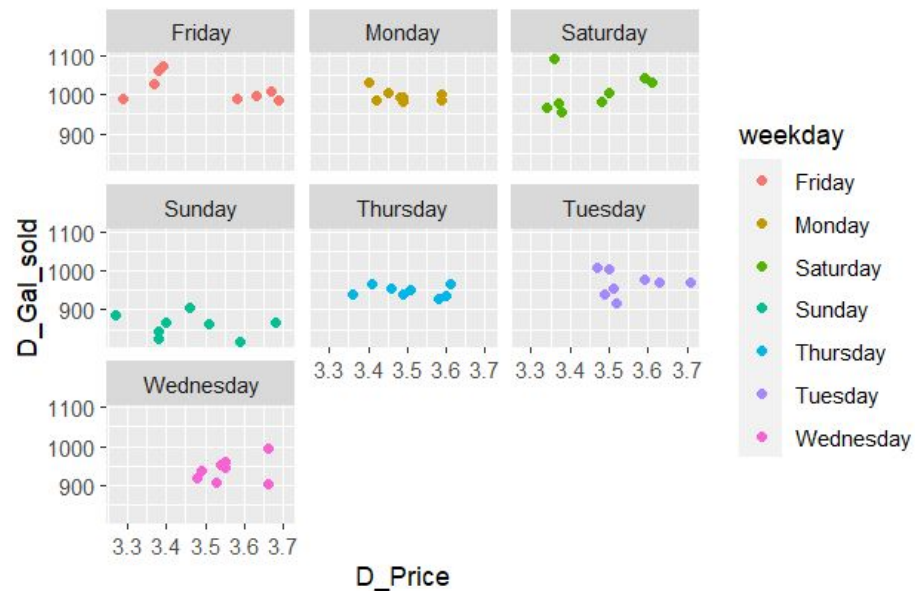 Friday Monday Saturday
1100
1000
900
Sunday Thursday Tuesday
1100
1000
900
3.3 3.4 3.5 3.6 3.7 3.3 3.4 3.5 3.6 3.7
Wednesday
1100
1000
900
3.3 3.4 3.5 3.6 3.7
D_Price
D_Gal_sold
weekday
Friday
Monday
Saturday
Sunday
Thursday
Tuesday
Wednesday